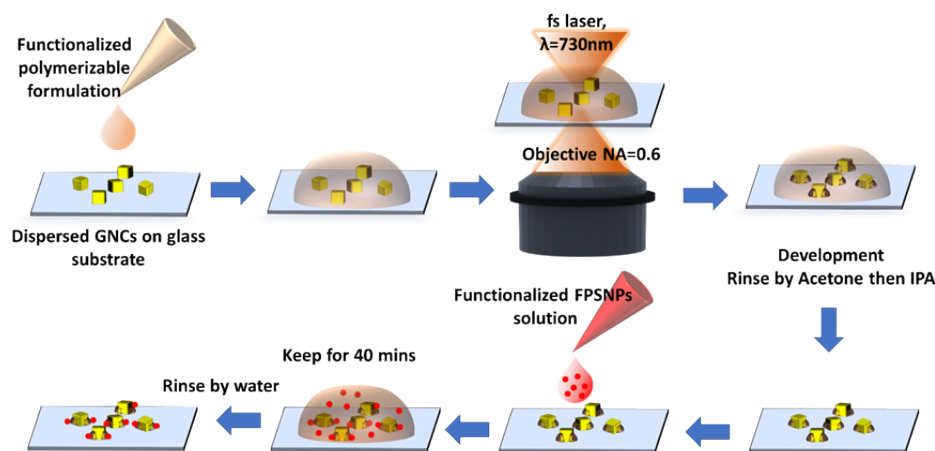 Functionalized
polymerizable
formulation
fs laser,
λ=730nm
Objective NA=0.6
Dispersed GNCs on glass
substrate
Development
Rinse by Acetone then IPA
Functionalized FPSNPs
solution
Keep for 40 mins
Rinse by water